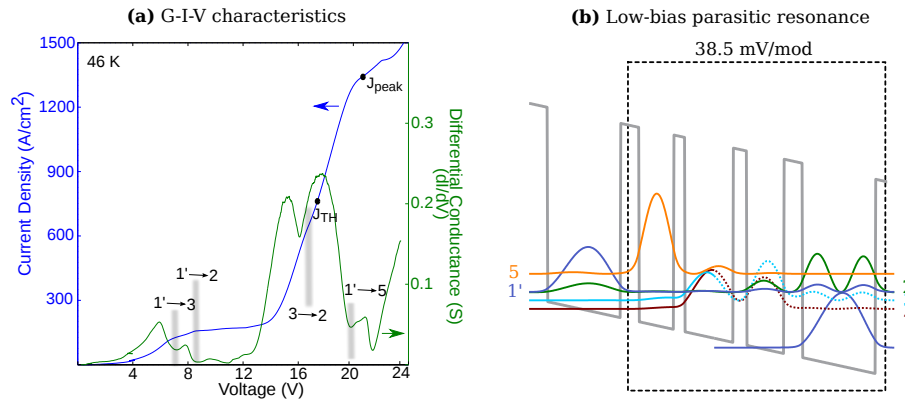 (a) G-I-V characteristics
46 K
1500
1200
900
600
300
Current Density (A/cm²)
J_peak
J_TH
1'→2
1'→3
3→2
1'→5
0.3
0.2
0.1
Differential Conductance (S)
(dI/dV)
4
8
12
16
20
24
Voltage (V)
(b) Low-bias parasitic resonance
38.5 mV/mod
5
1'